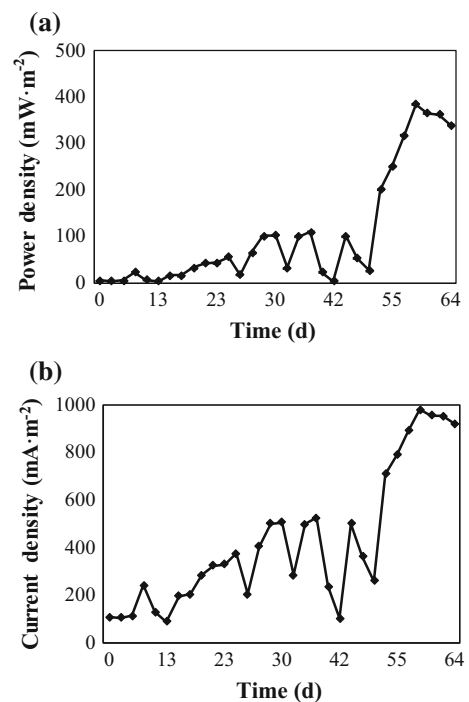 (a)
Power density (mW·m⁻²)
500
400
300
200
100
0
0 13 23 30 42 55 64
Time (d)
(b)
Current density (mA·m⁻²)
1000
800
600
400
200
0
0 13 23 30 42 55 64
Time (d)